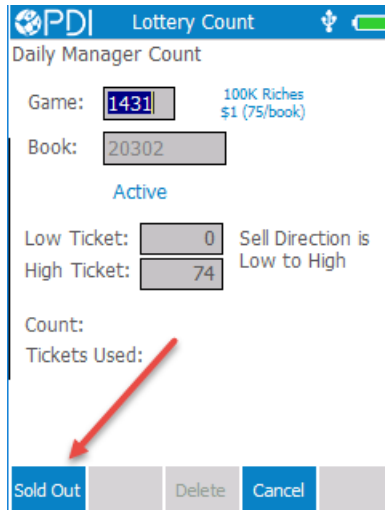 PDI Lottery Count
Daily Manager Count
Game: 1431 100K Riches
$1 (75/book)
Book: 20302
Active
Low Ticket: 0 Sell Direction is
High Ticket: 74 Low to High
Count:
Tickets Used:
Sold Out Delete Cancel